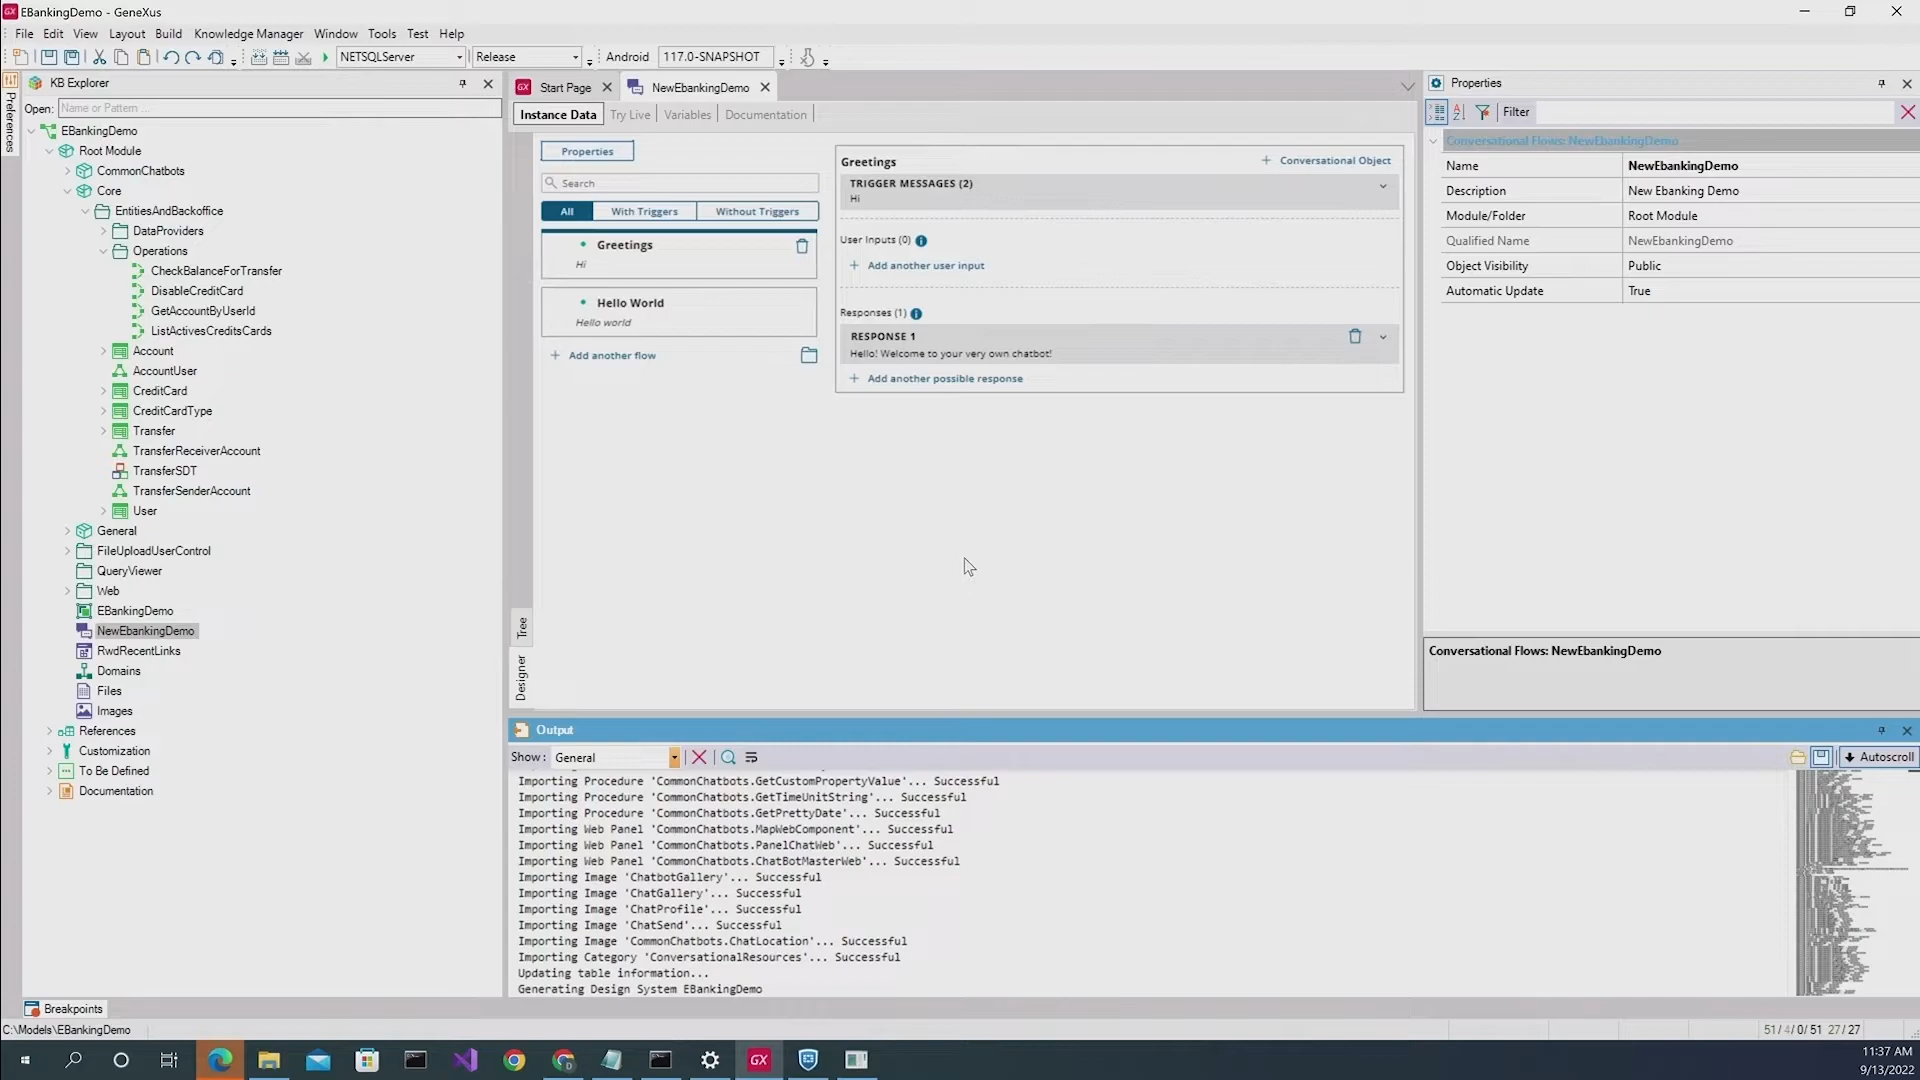 EBankingDemo - GeneXus
File Edit View Layout Build Knowledge Manager Window Tools Test Help
NETSQLServer Release Android 117.0-SNAPSHOT
Preferences
KB Explorer
Open: Name or Pattern ...
EBankingDemo
Root Module
CommonChatbots
Core
EntitiesAndBackoffice
DataProviders
Operations
CheckBalanceForTransfer
DisableCreditCard
GetAccountByUserId
ListActivesCreditsCards
Account
AccountUser
CreditCard
CreditCardType
Transfer
TransferReceiverAccount
TransferSDT
TransferSenderAccount
User
General
FileUploadUserControl
QueryViewer
Web
EBankingDemo
NewEbankingDemo
RwdRecentLinks
Domains
Files
Images
References
Customization
To Be Defined
Documentation
Start Page NewEbankingDemo
Instance Data Try Live Variables Documentation
Properties
Search
All With Triggers Without Triggers
Greetings
Hi
Hello World
Hello world
+ Add another flow
Tree
Designer
Greetings + Conversational Object
TRIGGER MESSAGES (2)
Hi
User Inputs (0)
+ Add another user input
Responses (1)
RESPONSE 1
Hello! Welcome to your very own chatbot!
+ Add another possible response
Properties
Filter
Conversational Flows: NewEbankingDemo
Name NewEbankingDemo
Description New Ebanking Demo
Module/Folder Root Module
Qualified Name NewEbankingDemo
Object Visibility Public
Automatic Update True
Conversational Flows: NewEbankingDemo
Output
Show: General Autoscroll
Importing Procedure 'CommonChatbots.GetCustomPropertyValue'... Successful
Importing Procedure 'CommonChatbots.GetTimeUnitString'... Successful
Importing Procedure 'CommonChatbots.GetPrettyDate'... Successful
Importing Web Panel 'CommonChatbots.MapWebComponent'... Successful
Importing Web Panel 'CommonChatbots.PanelChatWeb'... Successful
Importing Web Panel 'CommonChatbots.ChatBotMasterWeb'... Successful
Importing Image 'ChatbotGallery'... Successful
Importing Image 'ChatGallery'... Successful
Importing Image 'ChatProfile'... Successful
Importing Image 'ChatSend'... Successful
Importing Image 'CommonChatbots.ChatLocation'... Successful
Importing Category 'ConversationalResources'... Successful
Updating table information...
Generating Design System EBankingDemo
Breakpoints
C:\Models\EBankingDemo 51/4/0/51 27/27
GX
11:37 AM
9/13/2022